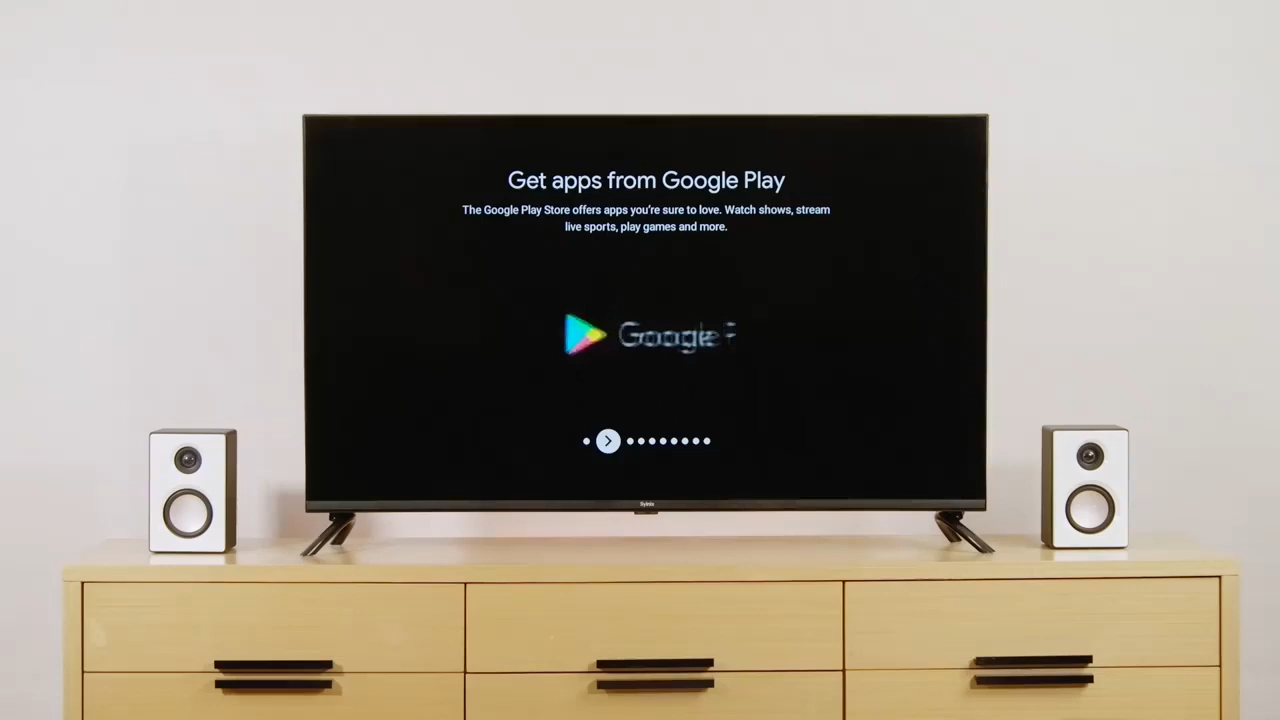 Get apps from Google Play
The Google Play Store offers apps you're sure to love. Watch shows, stream
live sports, play games and more.
Google P